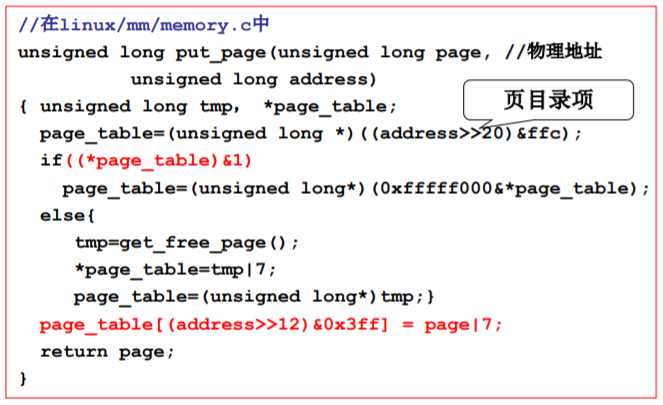 //在linux/mm/memory.c中
unsigned long put_page(unsigned long page, //物理地址
unsigned long address)
{ unsigned long tmp, *page_table;
页目录项
page_table=(unsigned long *)((address>>20)&ffc);
if((*page_table)&1)
page_table=(unsigned long*)(0xfffff000&*page_table);
else{
tmp=get_free_page();
*page_table=tmp|7;
page_table=(unsigned long*)tmp;}
page_table[(address>>12)&0x3ff] = page|7;
return page;
}